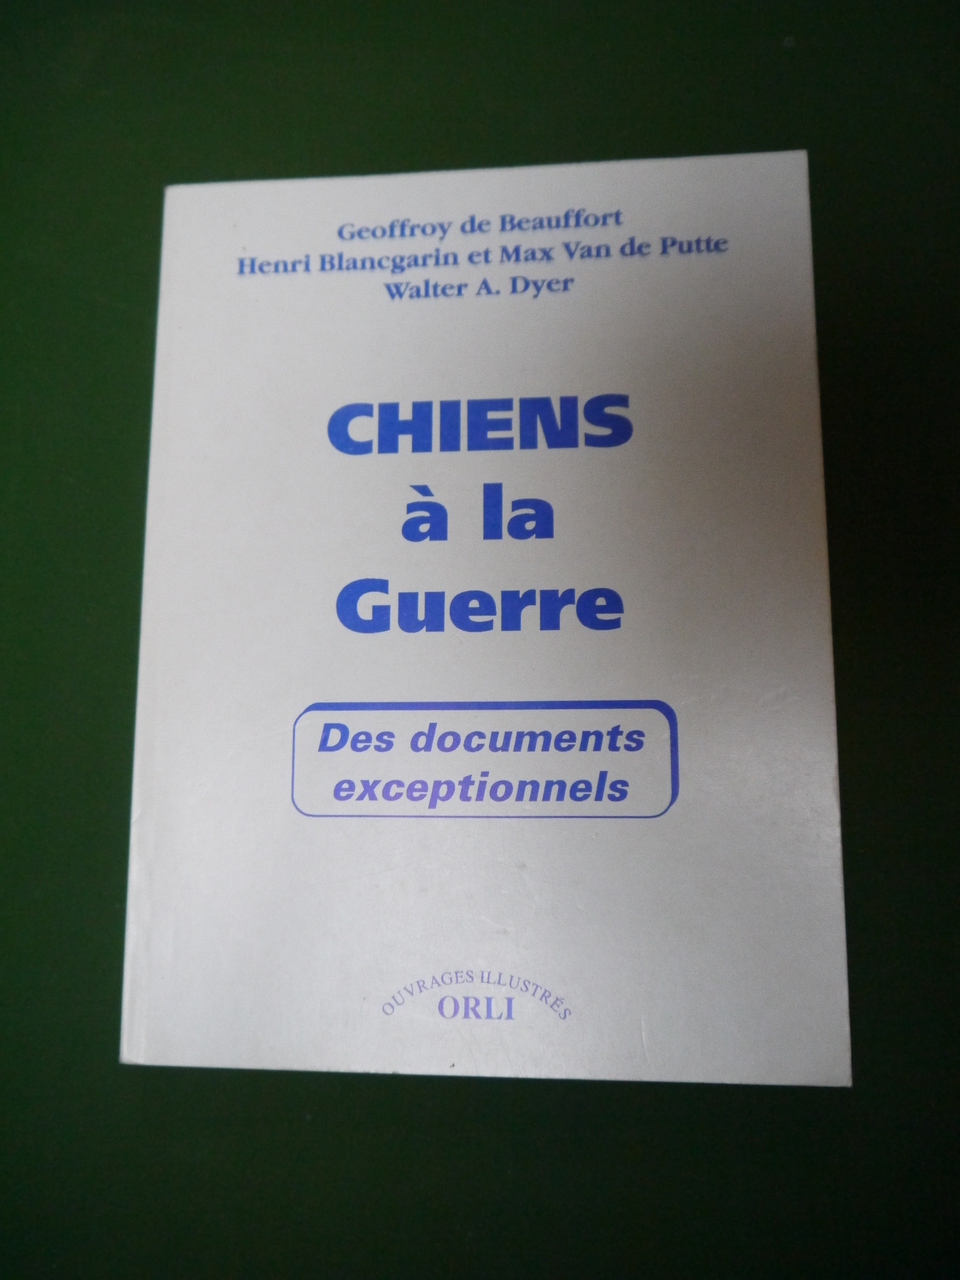 Geoffroy de Beauffort
Henri Blancgarin et Max Van de Putte
Walter A. Dyer
CHIENS
à la
Guerre
Des documents
exceptionnels
OUVRAGES ILLUSTRÉS
ORLI